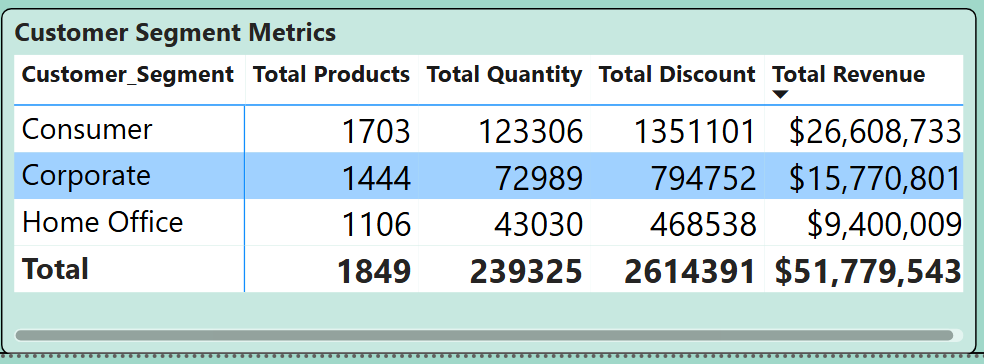 Customer Segment Metrics
Customer_Segment Total Products Total Quantity Total Discount Total Revenue
Consumer 1703 123306 1351101 $26,608,733
Corporate 1444 72989 794752 $15,770,801
Home Office 1106 43030 468538 $9,400,009
Total 1849 239325 2614391 $51,779,543